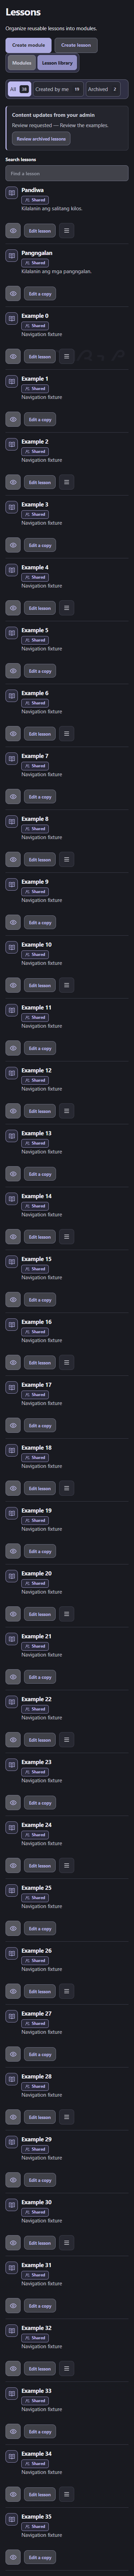 Lessons
Organize reusable lessons into modules.
Create module
Create lesson
Modules
Lesson library
All 38
Created by me 19
Archived 2
Content updates from your admin
Review requested — Review the examples.
Review archived lessons
Search lessons
Find a lesson
Pandiwa
Shared
Kilalanin ang salitang kilos.
Edit lesson
Pangngalan
Shared
Kilalanin ang mga pangngalan.
Edit a copy
Example 0
Shared
Navigation fixture
Edit lesson
Example 1
Shared
Navigation fixture
Edit a copy
Example 2
Shared
Navigation fixture
Edit lesson
Example 3
Shared
Navigation fixture
Edit a copy
Example 4
Shared
Navigation fixture
Edit lesson
Example 5
Shared
Navigation fixture
Edit a copy
Example 6
Shared
Navigation fixture
Edit lesson
Example 7
Shared
Navigation fixture
Edit a copy
Example 8
Shared
Navigation fixture
Edit lesson
Example 9
Shared
Navigation fixture
Edit a copy
Example 10
Shared
Navigation fixture
Edit lesson
Example 11
Shared
Navigation fixture
Edit a copy
Example 12
Shared
Navigation fixture
Edit lesson
Example 13
Shared
Navigation fixture
Edit a copy
Example 14
Shared
Navigation fixture
Edit lesson
Example 15
Shared
Navigation fixture
Edit a copy
Example 16
Shared
Navigation fixture
Edit lesson
Example 17
Shared
Navigation fixture
Edit a copy
Example 18
Shared
Navigation fixture
Edit lesson
Example 19
Shared
Navigation fixture
Edit a copy
Example 20
Shared
Navigation fixture
Edit lesson
Example 21
Shared
Navigation fixture
Edit a copy
Example 22
Shared
Navigation fixture
Edit lesson
Example 23
Shared
Navigation fixture
Edit a copy
Example 24
Shared
Navigation fixture
Edit lesson
Example 25
Shared
Navigation fixture
Edit a copy
Example 26
Shared
Navigation fixture
Edit lesson
Example 27
Shared
Navigation fixture
Edit a copy
Example 28
Shared
Navigation fixture
Edit lesson
Example 29
Shared
Navigation fixture
Edit a copy
Example 30
Shared
Navigation fixture
Edit lesson
Example 31
Shared
Navigation fixture
Edit a copy
Example 32
Shared
Navigation fixture
Edit lesson
Example 33
Shared
Navigation fixture
Edit a copy
Example 34
Shared
Navigation fixture
Edit lesson
Example 35
Shared
Navigation fixture
Edit a copy